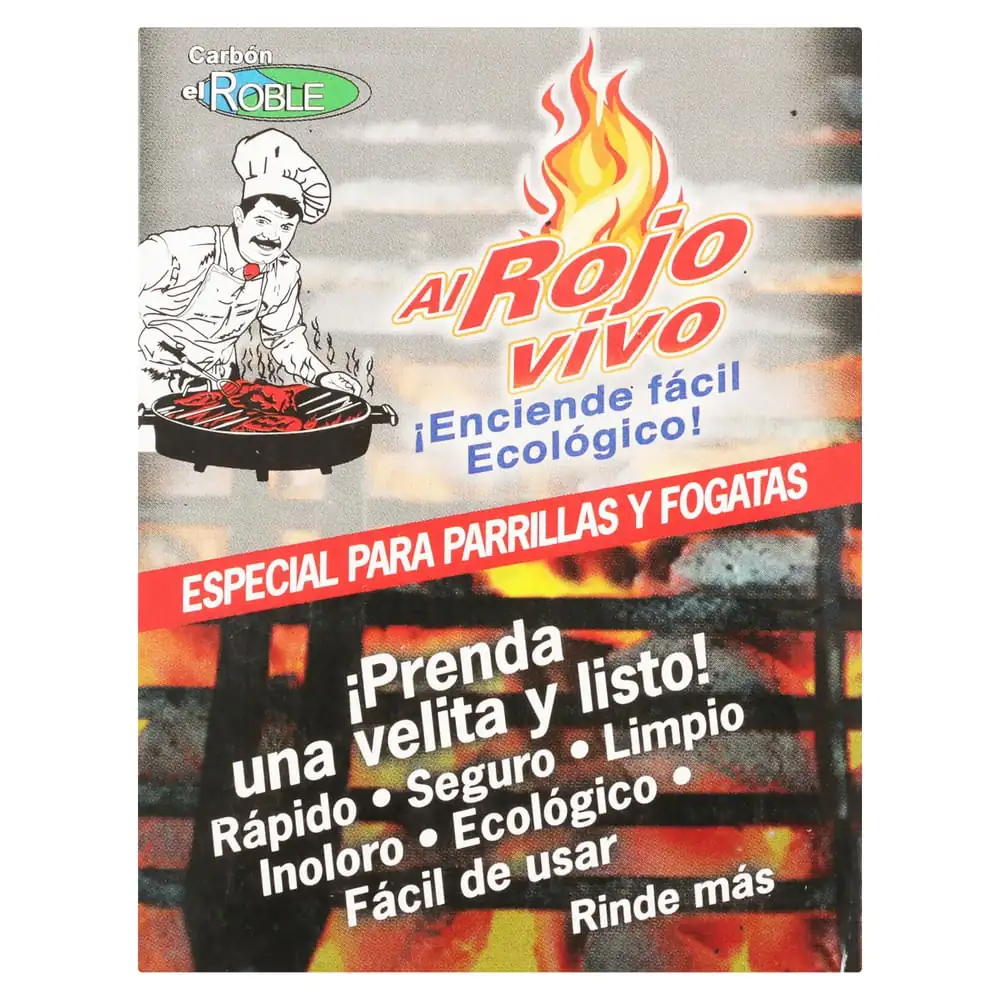 Carbón
el ROBLE
Al Rojo
vivo
¡Enciende fácil
Ecológico!
ESPECIAL PARA PARRILLAS Y FOGATAS
¡Prenda
una velita y listo!
Rápido • Seguro • Limpio
Inoloro • Ecológico •
Fácil de usar
Rinde más